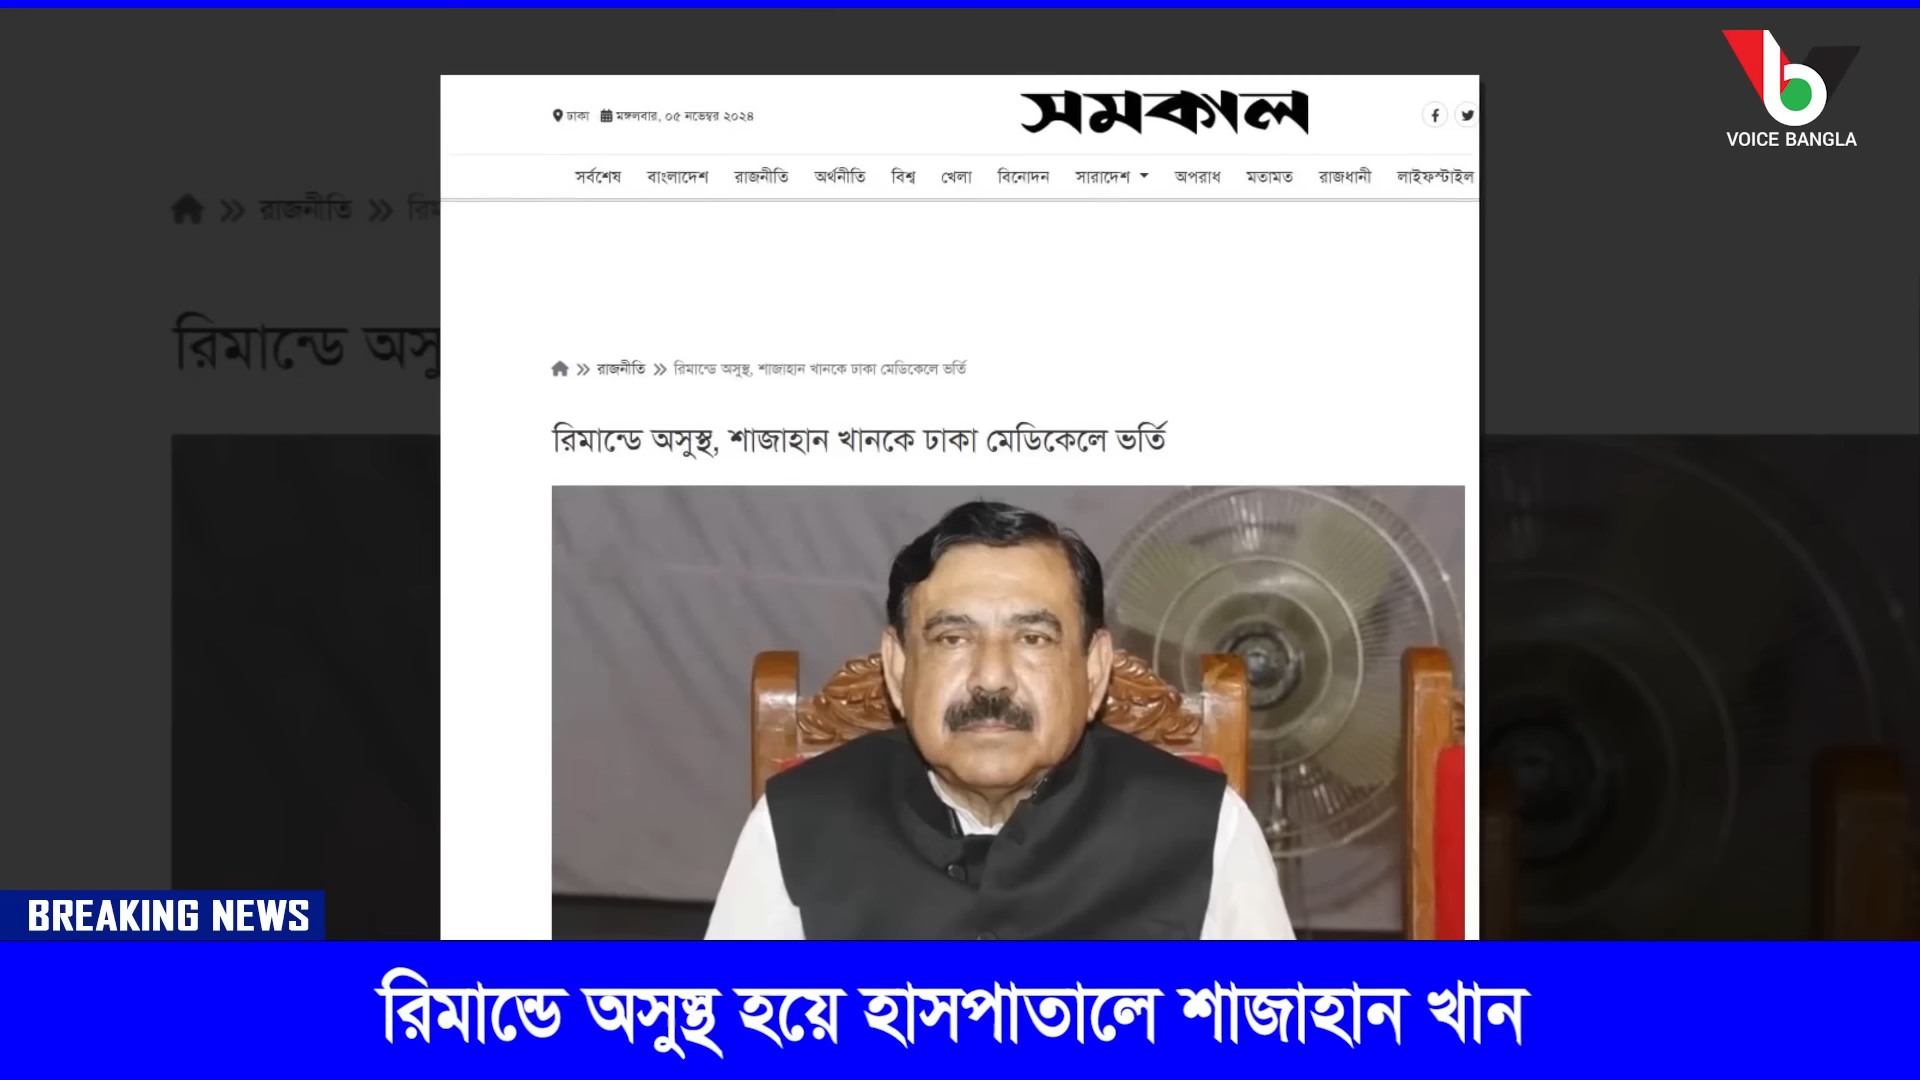 VOICE BANGLA
ঢাকা মঙ্গলবার, ০৫ নভেম্বর ২০২৪
সমকাল
সর্বশেষ বাংলাদেশ রাজনীতি অর্থনীতি বিশ্ব খেলা বিনোদন সারাদেশ অপরাধ মতামত রাজধানী লাইফস্টাইল
রাজনীতি
রাজনীতি রিমান্ডে অসুস্থ, শাজাহান খানকে ঢাকা মেডিকেলে ভর্তি
রিমান্ডে
রিমান্ডে অসুস্থ, শাজাহান খানকে ঢাকা মেডিকেলে ভর্তি
BREAKING NEWS
রিমান্ডে অসুস্থ হয়ে হাসপাতালে শাজাহান খান